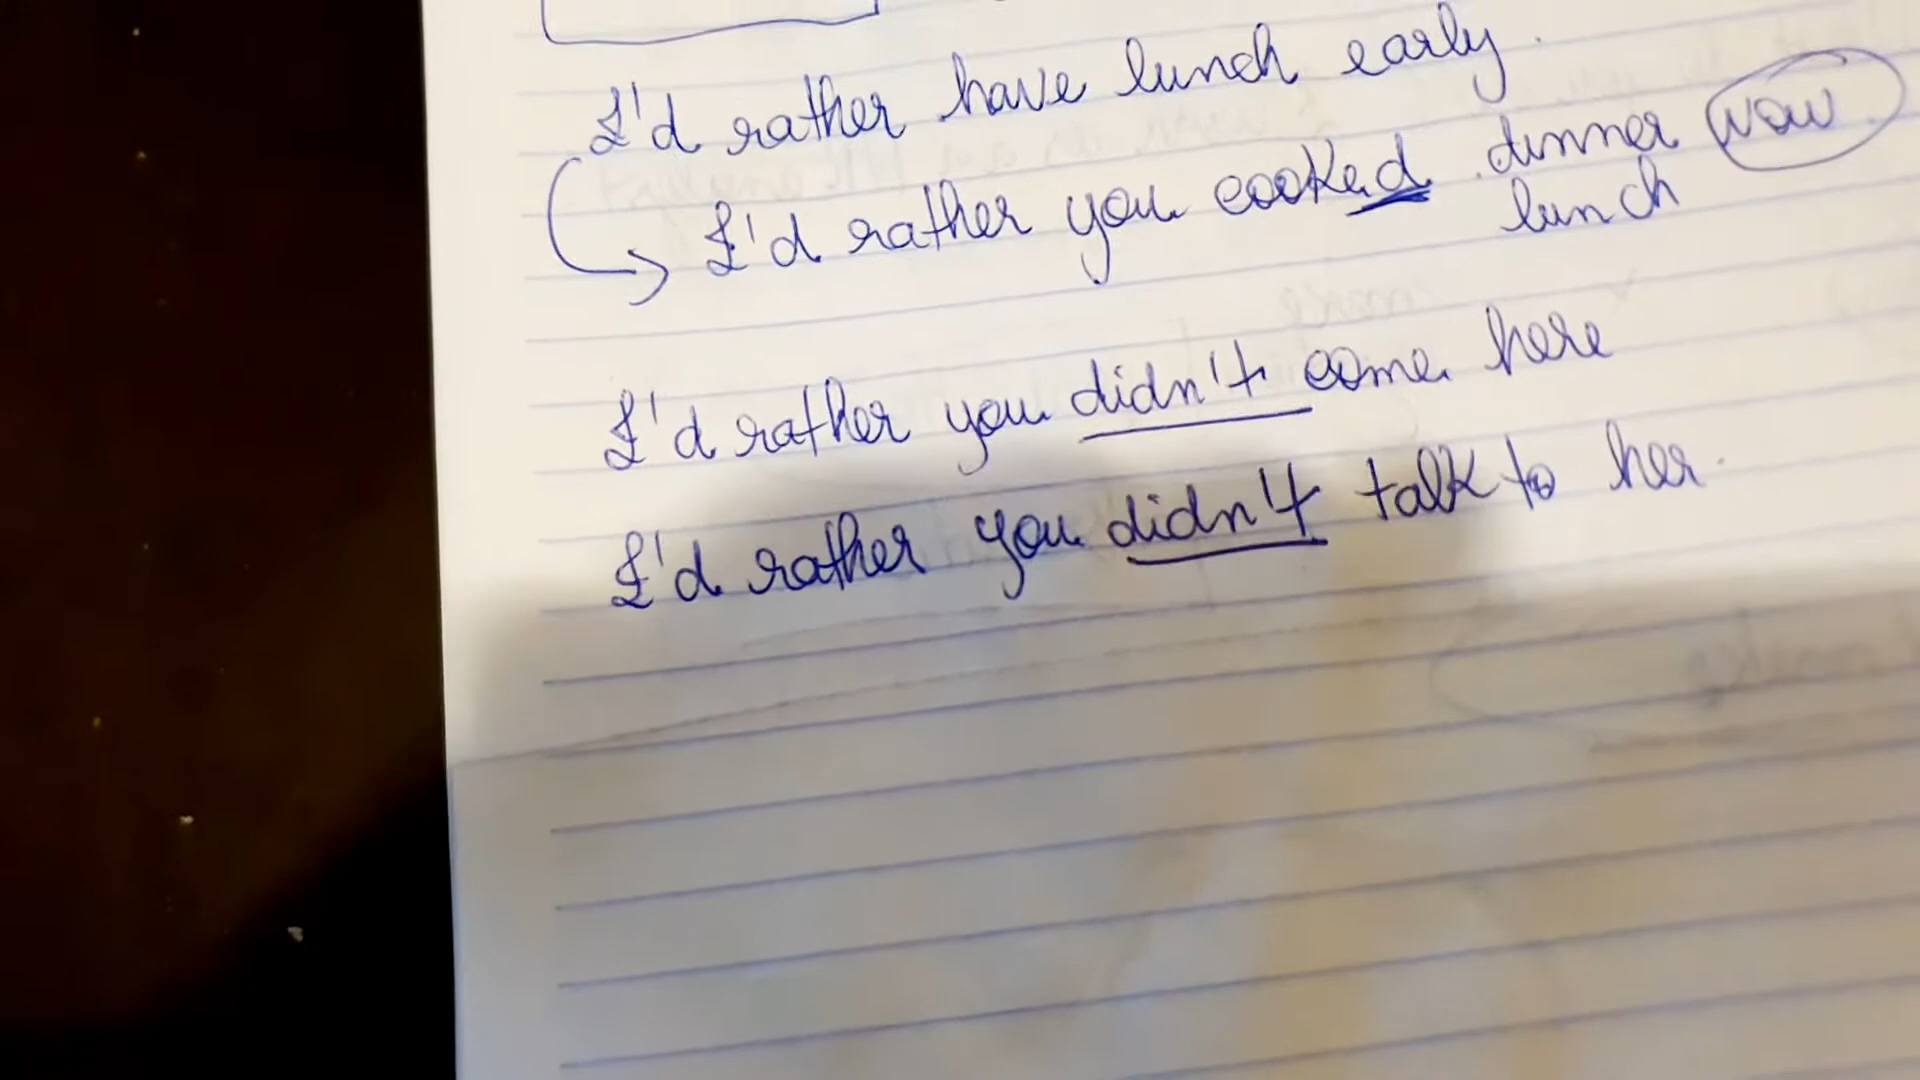 I'd rather have lunch early.
I'd rather you cooked dinner now
lunch
I'd rather you didn't come here
I'd rather you didn't talk to her.